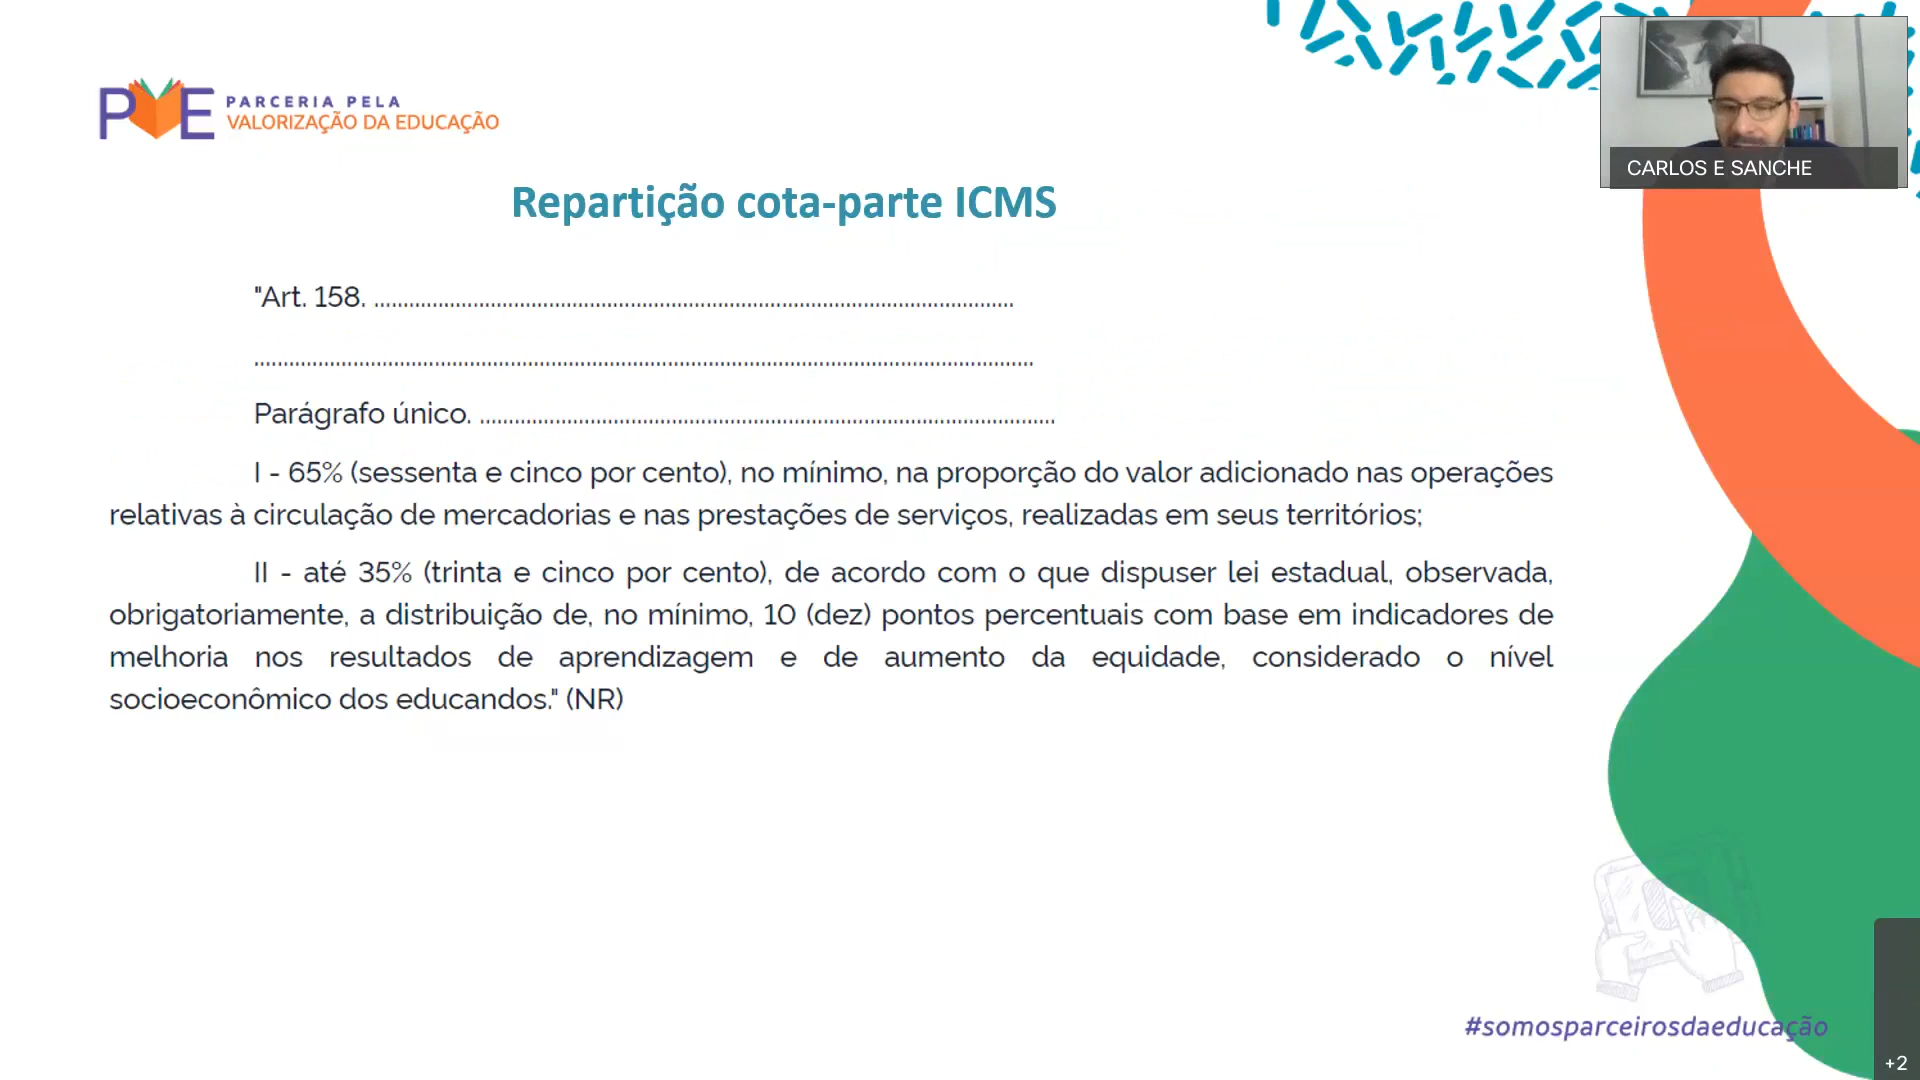 PVE PARCERIA PELA
VALORIZAÇÃO DA EDUCAÇÃO
CARLOS E SANCHE
Repartição cota-parte ICMS
"Art. 158. ................................................................................................................
.........................................................................................................................................
Parágrafo único. .....................................................................................................
I - 65% (sessenta e cinco por cento), no mínimo, na proporção do valor adicionado nas operações
relativas à circulação de mercadorias e nas prestações de serviços, realizadas em seus territórios;
II - até 35% (trinta e cinco por cento), de acordo com o que dispuser lei estadual, observada,
obrigatoriamente, a distribuição de, no mínimo, 10 (dez) pontos percentuais com base em indicadores de
melhoria nos resultados de aprendizagem e de aumento da equidade, considerado o nível
socioeconômico dos educandos." (NR)
#somosparceirosdaeducação
+2